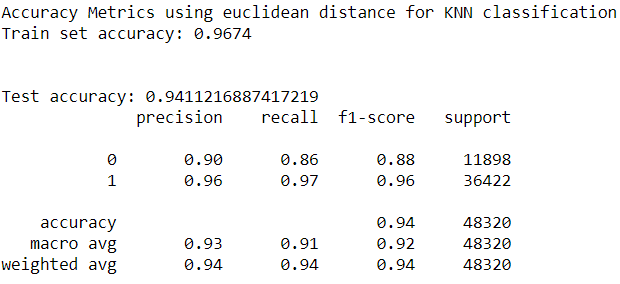 Accuracy Metrics using euclidean distance for KNN classification
Train set accuracy: 0.9674
Test accuracy: 0.9411216887417219
precision recall f1-score support
0 0.90 0.86 0.88 11898
1 0.96 0.97 0.96 36422
accuracy 0.94 48320
macro avg 0.93 0.91 0.92 48320
weighted avg 0.94 0.94 0.94 48320